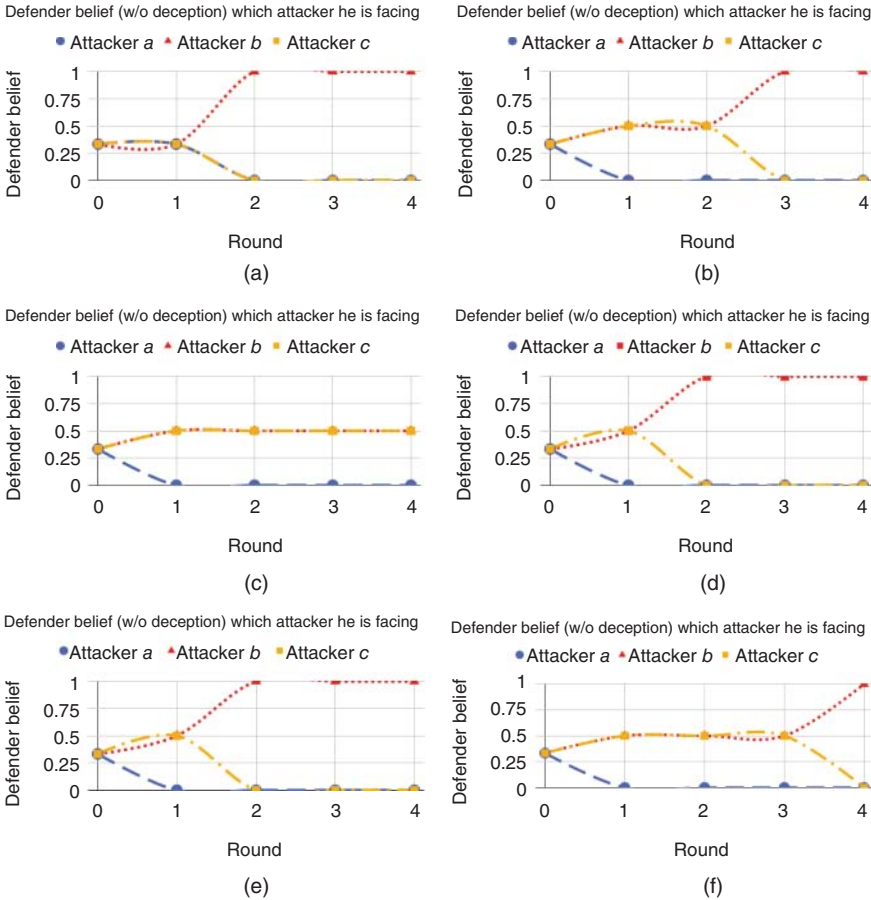 Defender belief (w/o deception) which attacker he is facing
Attacker a Attacker b Attacker c
1
0.75
0.5
0.25
0
Defender belief
0 1 2 3 4
Round
(a)
Defender belief (w/o deception) which attacker he is facing
Attacker a Attacker b Attacker c
1
0.75
0.5
0.25
0
Defender belief
0 1 2 3 4
Round
(b)
Defender belief (w/o deception) which attacker he is facing
Attacker a Attacker b Attacker c
1
0.75
0.5
0.25
0
Defender belief
0 1 2 3 4
Round
(c)
Defender belief (w/o deception) which attacker he is facing
Attacker a Attacker b Attacker c
1
0.75
0.5
0.25
0
Defender belief
0 1 2 3 4
Round
(d)
Defender belief (w/o deception) which attacker he is facing
Attacker a Attacker b Attacker c
1
0.75
0.5
0.25
0
Defender belief
0 1 2 3 4
Round
(e)
Defender belief (w/o deception) which attacker he is facing
Attacker a Attacker b Attacker c
1
0.75
0.5
0.25
0
Defender belief
0 1 2 3 4
Round
(f)